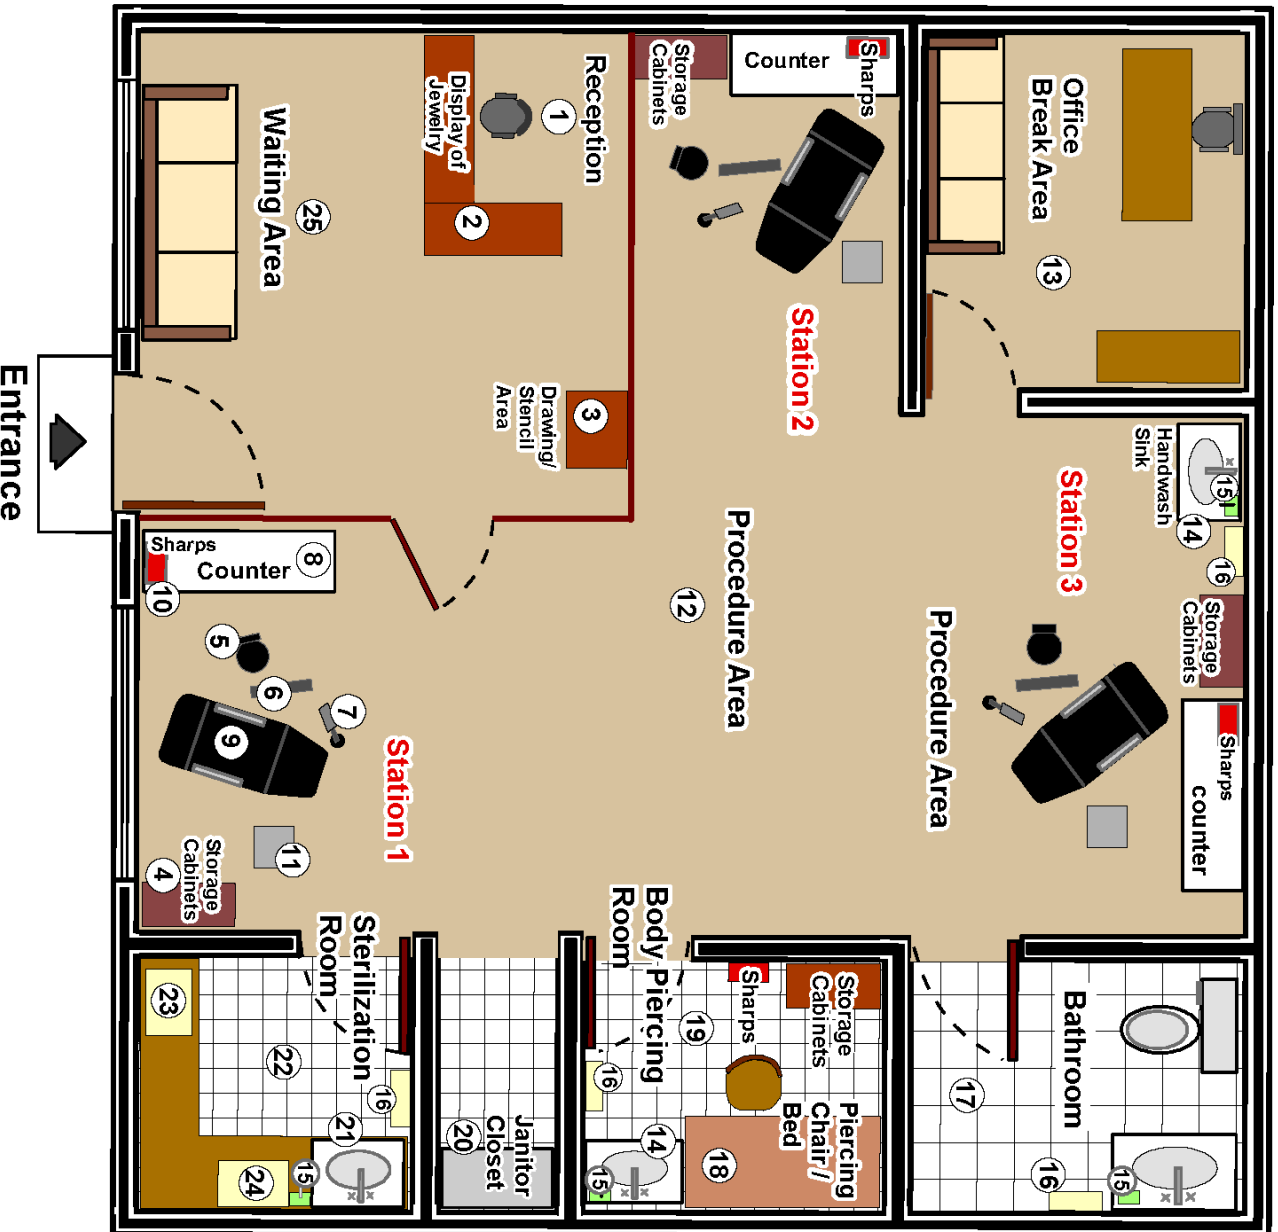 Office
Break Area
13
Handwash
Sink
15
14
16
Station 3
Storage
Cabinets
Sharps
counter
Procedure Area
Bathroom
15
16
17
Sharps
Counter
Storage
Cabinets
Station 2
Procedure Area
12
Storage
Cabinets
Sharps
Piercing
Chair /
Bed
18
19
Body Piercing
Room
16
14
15
Reception
1
Display of
Jewelry
2
3
Drawing/
Stencil
Area
Janitor
Closet
20
Waiting Area
25
8
Counter
Sharps
10
5
6
7
9
Station 1
11
Storage
Cabinets
4
Sterilization
Room
16
21
15
22
23
24
Entrance